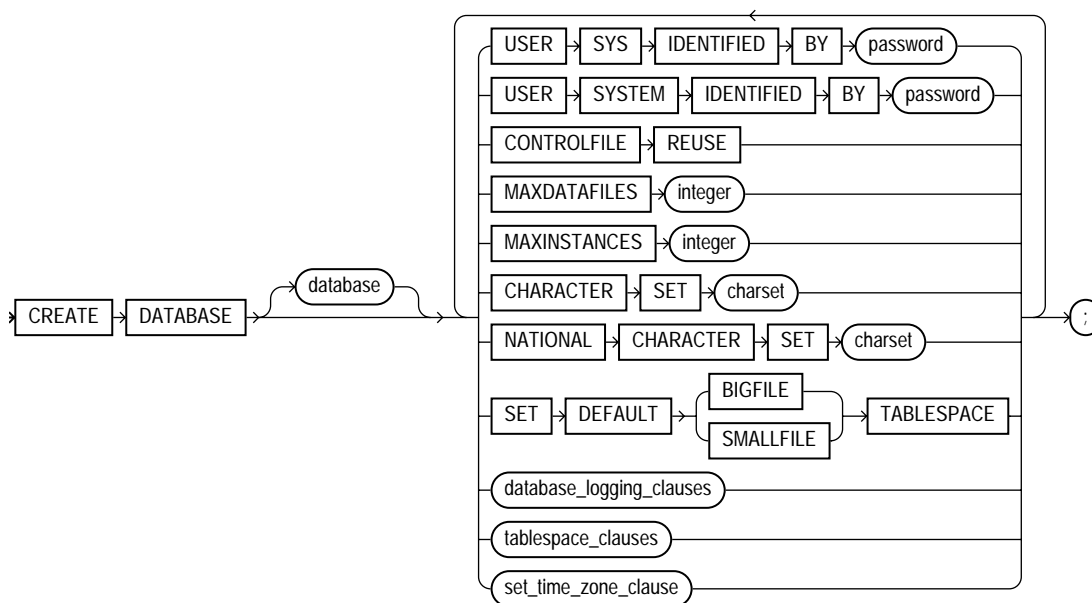 USER SYS IDENTIFIED BY password
USER SYSTEM IDENTIFIED BY password
CONTROLFILE REUSE
MAXDATAFILES integer
MAXINSTANCES integer
database
CHARACTER SET charset
CREATE DATABASE
;
NATIONAL CHARACTER SET charset
BIGFILE
SET DEFAULT TABLESPACE
SMALLFILE
database_logging_clauses
tablespace_clauses
set_time_zone_clause